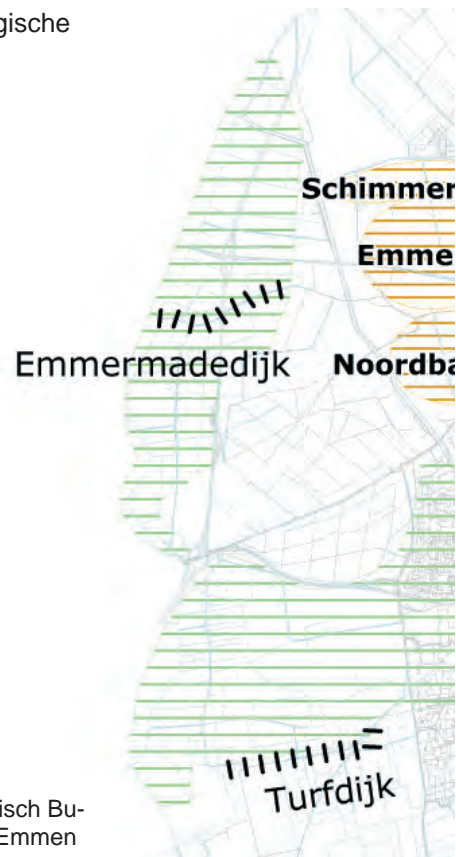 gische
Schimmer
Emme
Emmermadedijk
Noordba
Turfdijk
isch Bu-
Emmen